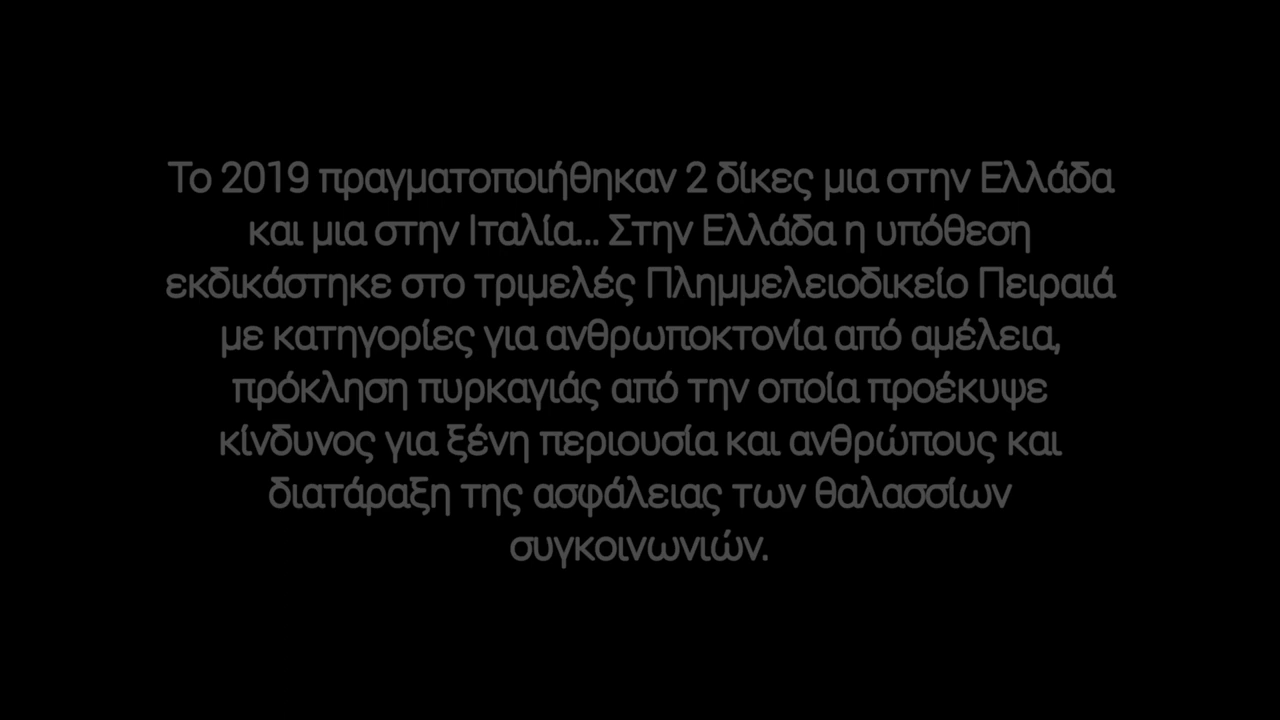 Το 2019 πραγματοποιήθηκαν 2 δίκες μια στην Ελλάδα
και μια στην Ιταλία... Στην Ελλάδα η υπόθεση
εκδικάστηκε στο τριμελές Πλημμελειοδικείο Πειραιά
με κατηγορίες για ανθρωποκτονία από αμέλεια,
πρόκληση πυρκαγιάς από την οποία προέκυψε
κίνδυνος για ξένη περιουσία και ανθρώπους και
διατάραξη της ασφάλειας των θαλασσίων
συγκοινωνιών.